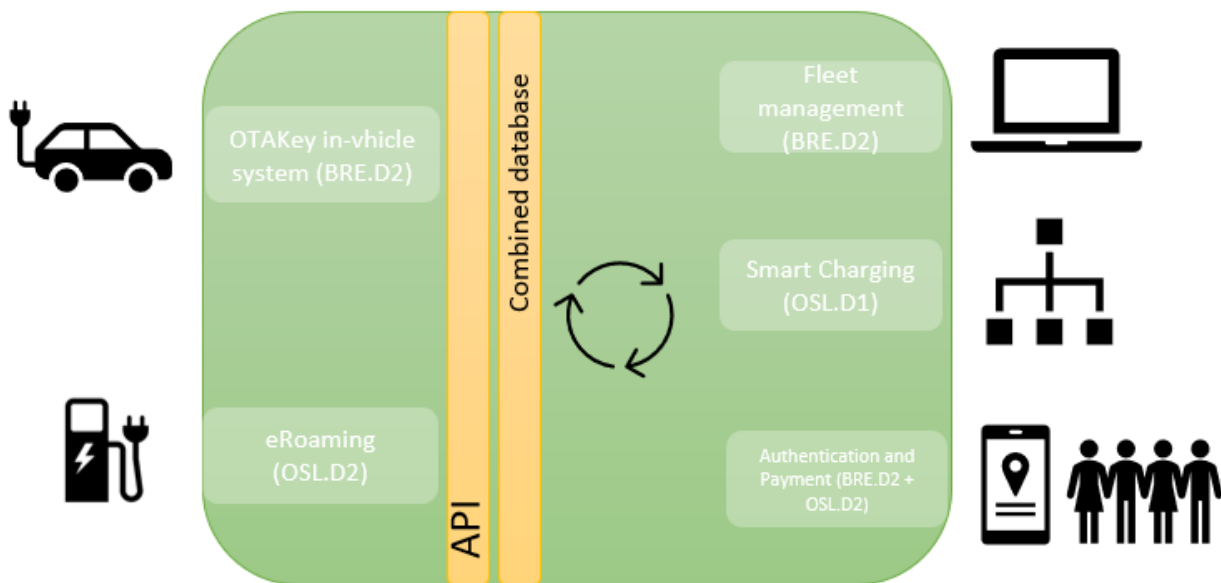 OTAKey in-vhicle
system (BRE.D2)
eRoaming
(OSL.D2)
API
Combined database
Fleet
management
(BRE.D2)
Smart Charging
(OSL.D1)
Authentication and
Payment (BRE.D2 +
OSL.D2)